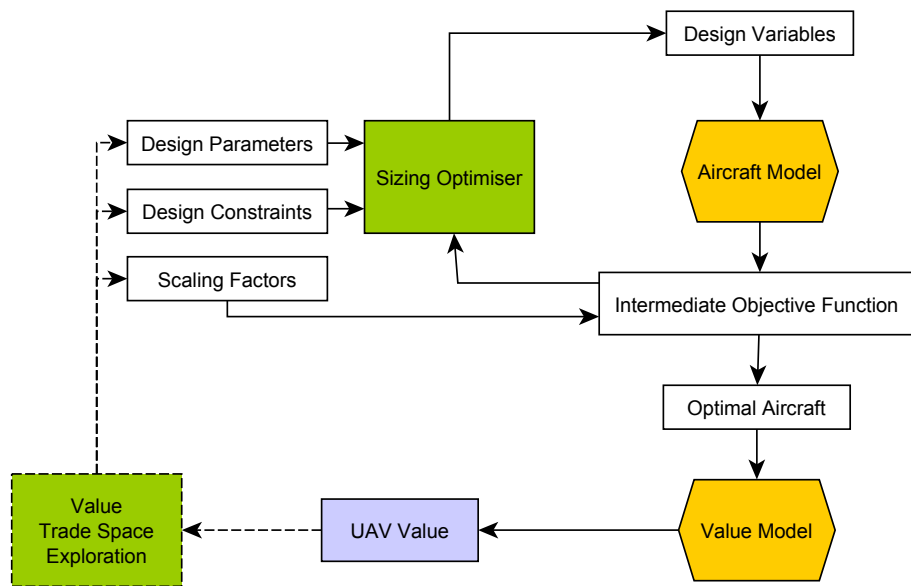 Design Variables
Design Parameters
Sizing Optimiser
Aircraft Model
Design Constraints
Scaling Factors
Intermediate Objective Function
Optimal Aircraft
Value
Trade Space
Exploration
UAV Value
Value Model